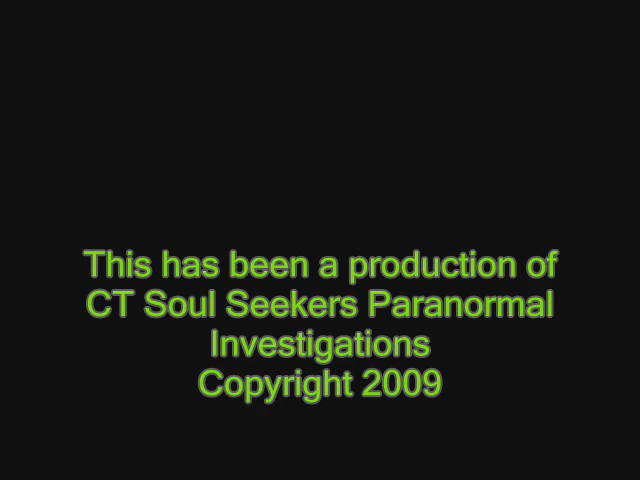 This has been a production of
CT Soul Seekers Paranormal
Investigations
Copyright 2009